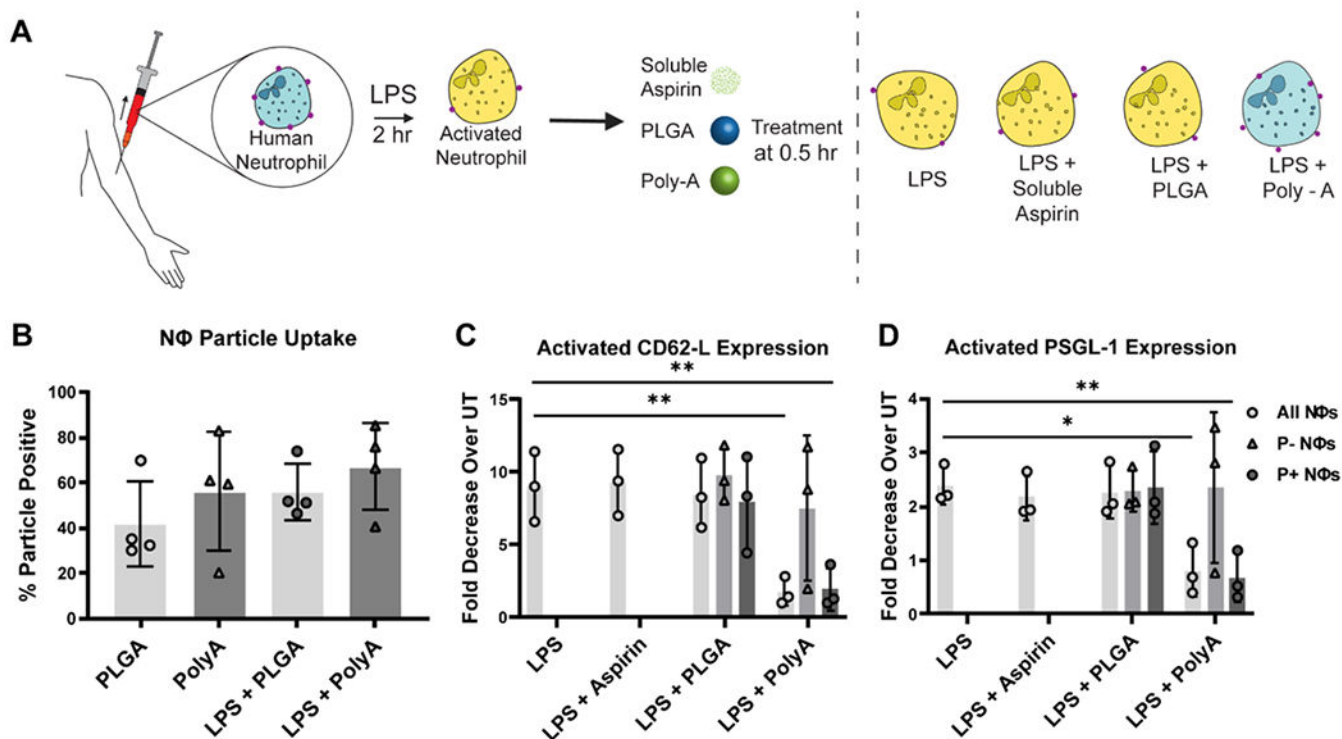 A
LPS
2 hr
Human
Neutrophil
Activated
Neutrophil
Soluble
Aspirin
PLGA
Poly-A
Treatment
at 0.5 hr
LPS
LPS +
Soluble
Aspirin
LPS +
PLGA
LPS +
Poly - A
B
NΦ Particle Uptake
% Particle Positive
100
80
60
40
20
0
PLGA
PolyA
LPS + PLGA
LPS + PolyA
C
Activated CD62-L Expression
**
**
Fold Decrease Over UT
15
10
5
0
LPS
LPS + Aspirin
LPS + PLGA
LPS + PolyA
D
Activated PSGL-1 Expression
**
*
Fold Decrease Over UT
4
3
2
1
0
LPS
LPS + Aspirin
LPS + PLGA
LPS + PolyA
All NΦs
P- NΦs
P+ NΦs